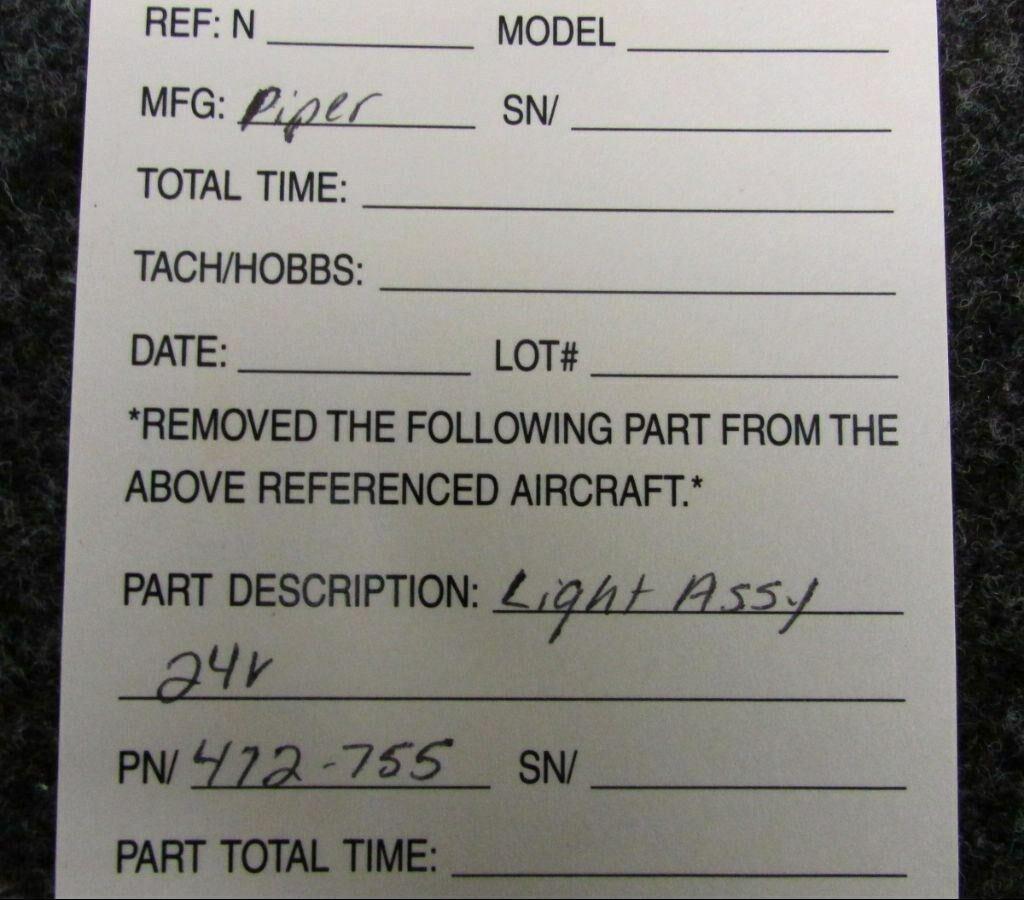 REF: N MODEL
MFG: Piper SN/
TOTAL TIME:
TACH/HOBBS:
DATE: LOT#
*REMOVED THE FOLLOWING PART FROM THE
ABOVE REFERENCED AIRCRAFT.*
PART DESCRIPTION: Light Assy
24v
PN/ 472-755 SN/
PART TOTAL TIME: